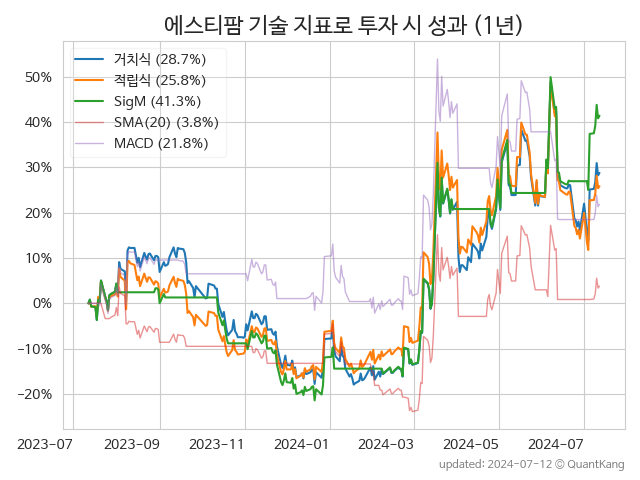 에스티팜 기술 지표로 투자 시 성과 (1년)
거치식 (28.7%)
적립식 (25.8%)
SigM (41.3%)
SMA(20) (3.8%)
MACD (21.8%)
50%
40%
30%
20%
10%
0%
−10%
−20%
2023-07 2023-09 2023-11 2024-01 2024-03 2024-05 2024-07
updated: 2024-07-12 © QuantKang